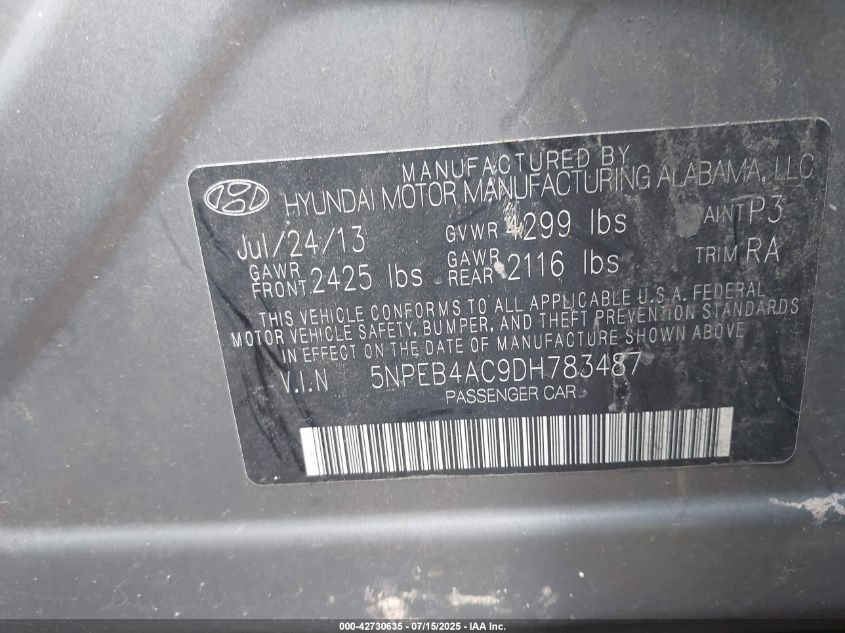 MANUFACTURED BY
HYUNDAI MOTOR MANUFACTURING ALABAMA, LLC
Jul/24/13 GVWR 4299 lbs AINT P3
GAWR FRONT 2425 lbs GAWR REAR 2116 lbs TRIM RA
THIS VEHICLE CONFORMS TO ALL APPLICABLE U.S.A. FEDERAL
MOTOR VEHICLE SAFETY, BUMPER, AND THEFT PREVENTION STANDARDS
IN EFFECT ON THE DATE OF MANUFACTURE SHOWN ABOVE
V.I.N 5NPEB4AC9DH783487
PASSENGER CAR
000-42730635 - 07/15/2025 - IAA Inc.